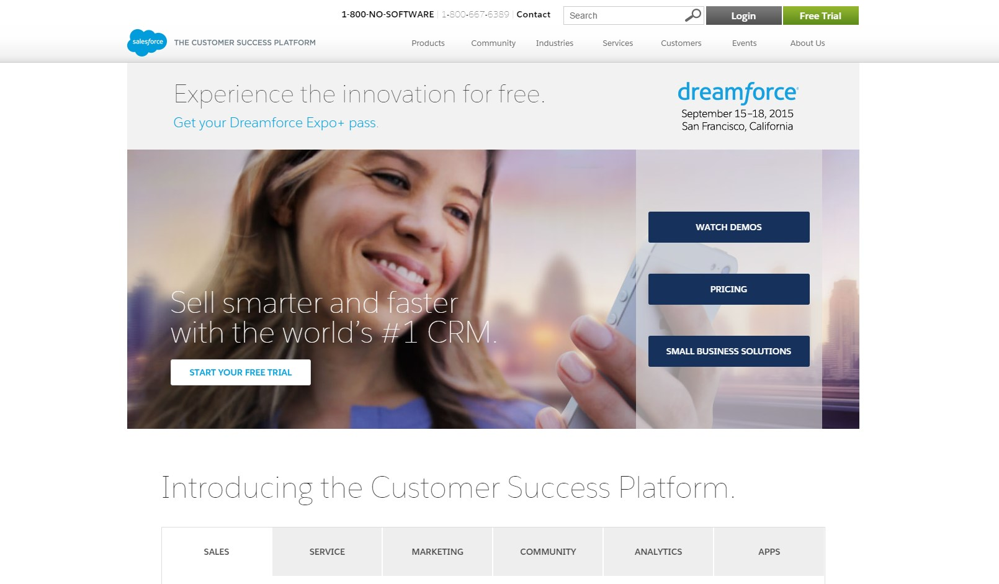 1-800-NO-SOFTWARE | 1-800-667-6389 | Contact
Search
Login
Free Trial
salesforce
THE CUSTOMER SUCCESS PLATFORM
Products
Community
Industries
Services
Customers
Events
About Us
Experience the innovation for free.
Get your Dreamforce Expo+ pass.
dreamforce
September 15–18, 2015
San Francisco, California
WATCH DEMOS
PRICING
SMALL BUSINESS SOLUTIONS
Sell smarter and faster
with the world’s #1 CRM.
START YOUR FREE TRIAL
Introducing the Customer Success Platform.
SALES
SERVICE
MARKETING
COMMUNITY
ANALYTICS
APPS